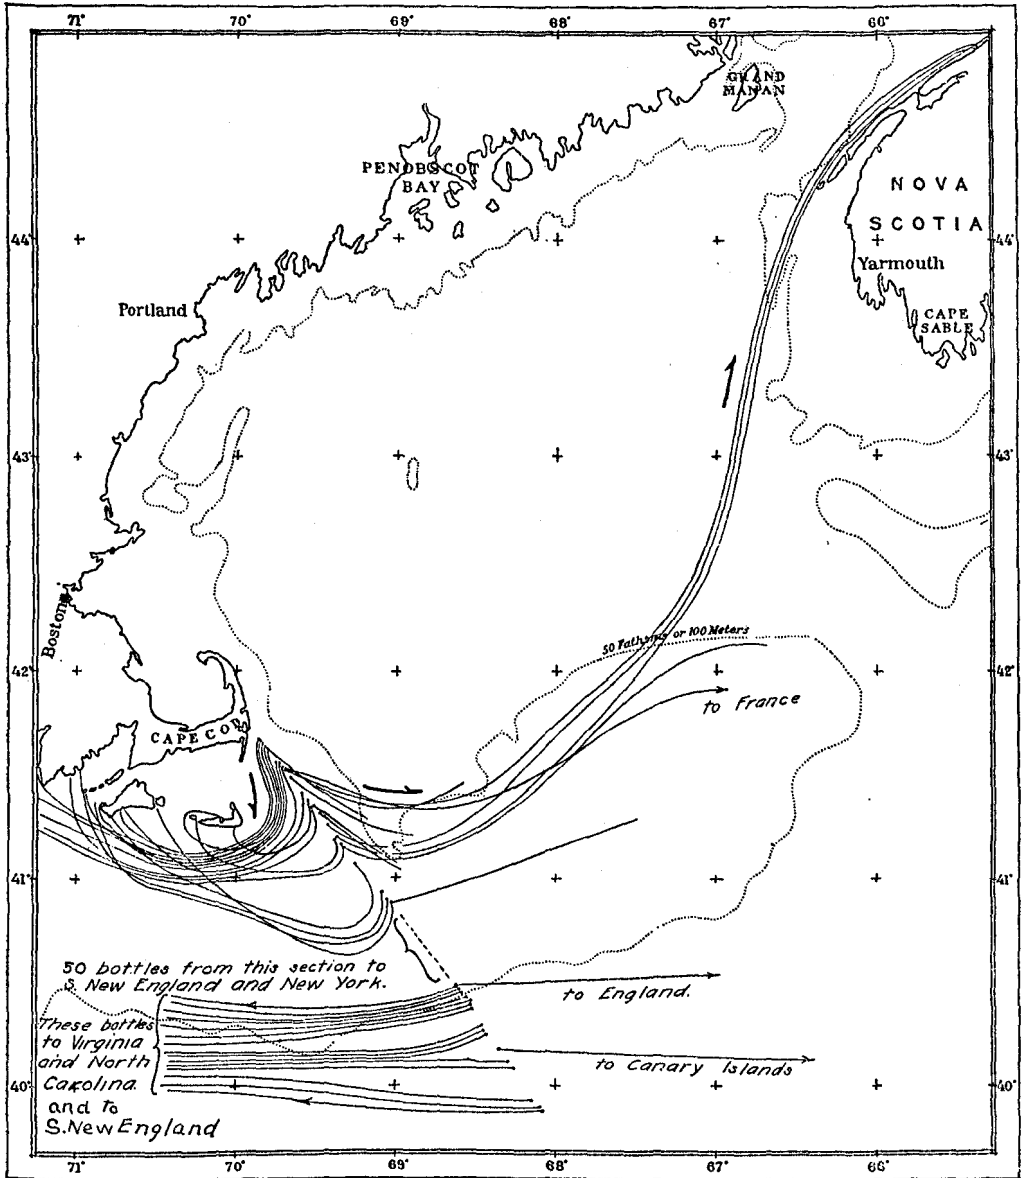 71° 70° 69° 68° 67° 66°
GRAND
MANAN
PENOBSCOT
BAY
NOVA
SCOTIA
44° 44°
Yarmouth
Portland
CAPE
SABLE
43° 43°
Boston
50 Fathoms or 100 Meters
42° 42°
to France
CAPE COD
41° 41°
50 bottles from this section to
S. New England and New York.
to England.
These bottles
to Virginia
and North
Carolina
and to
S. New England
to Canary Islands
40° 40°
71° 70° 69° 68° 67° 66°